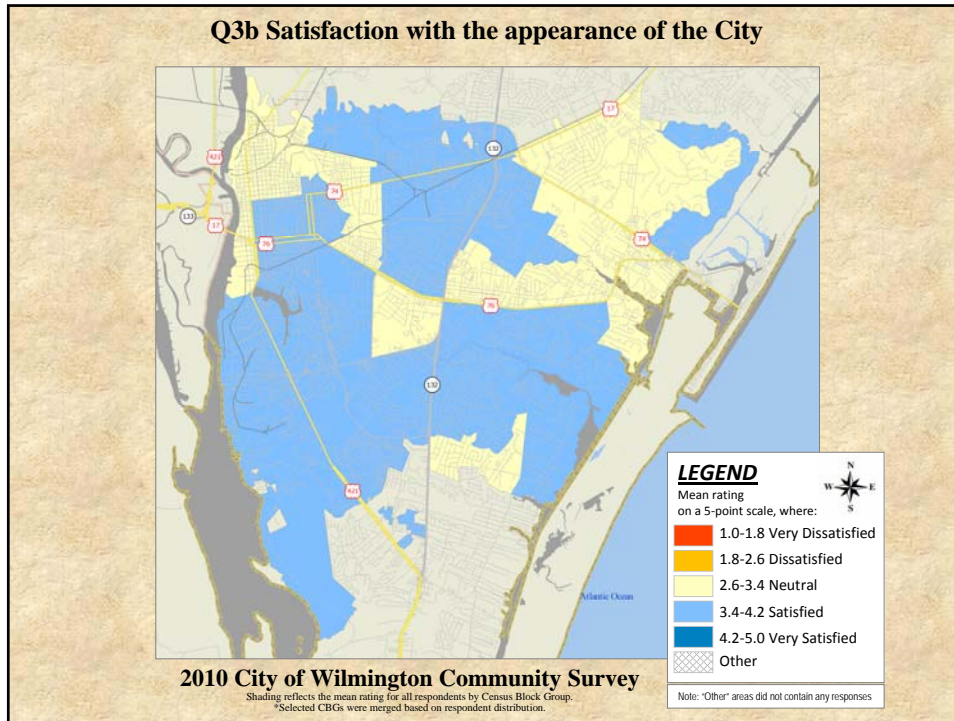 Q3b Satisfaction with the appearance of the City
17
132
421
74
133
17
76
74
76
132
421
Atlantic Ocean
LEGEND
Mean rating
on a 5-point scale, where:
N
W E
S
1.0-1.8 Very Dissatisfied
1.8-2.6 Dissatisfied
2.6-3.4 Neutral
3.4-4.2 Satisfied
4.2-5.0 Very Satisfied
Other
Note: "Other" areas did not contain any responses
2010 City of Wilmington Community Survey
Shading reflects the mean rating for all respondents by Census Block Group.
*Selected CBGs were merged based on respondent distribution.